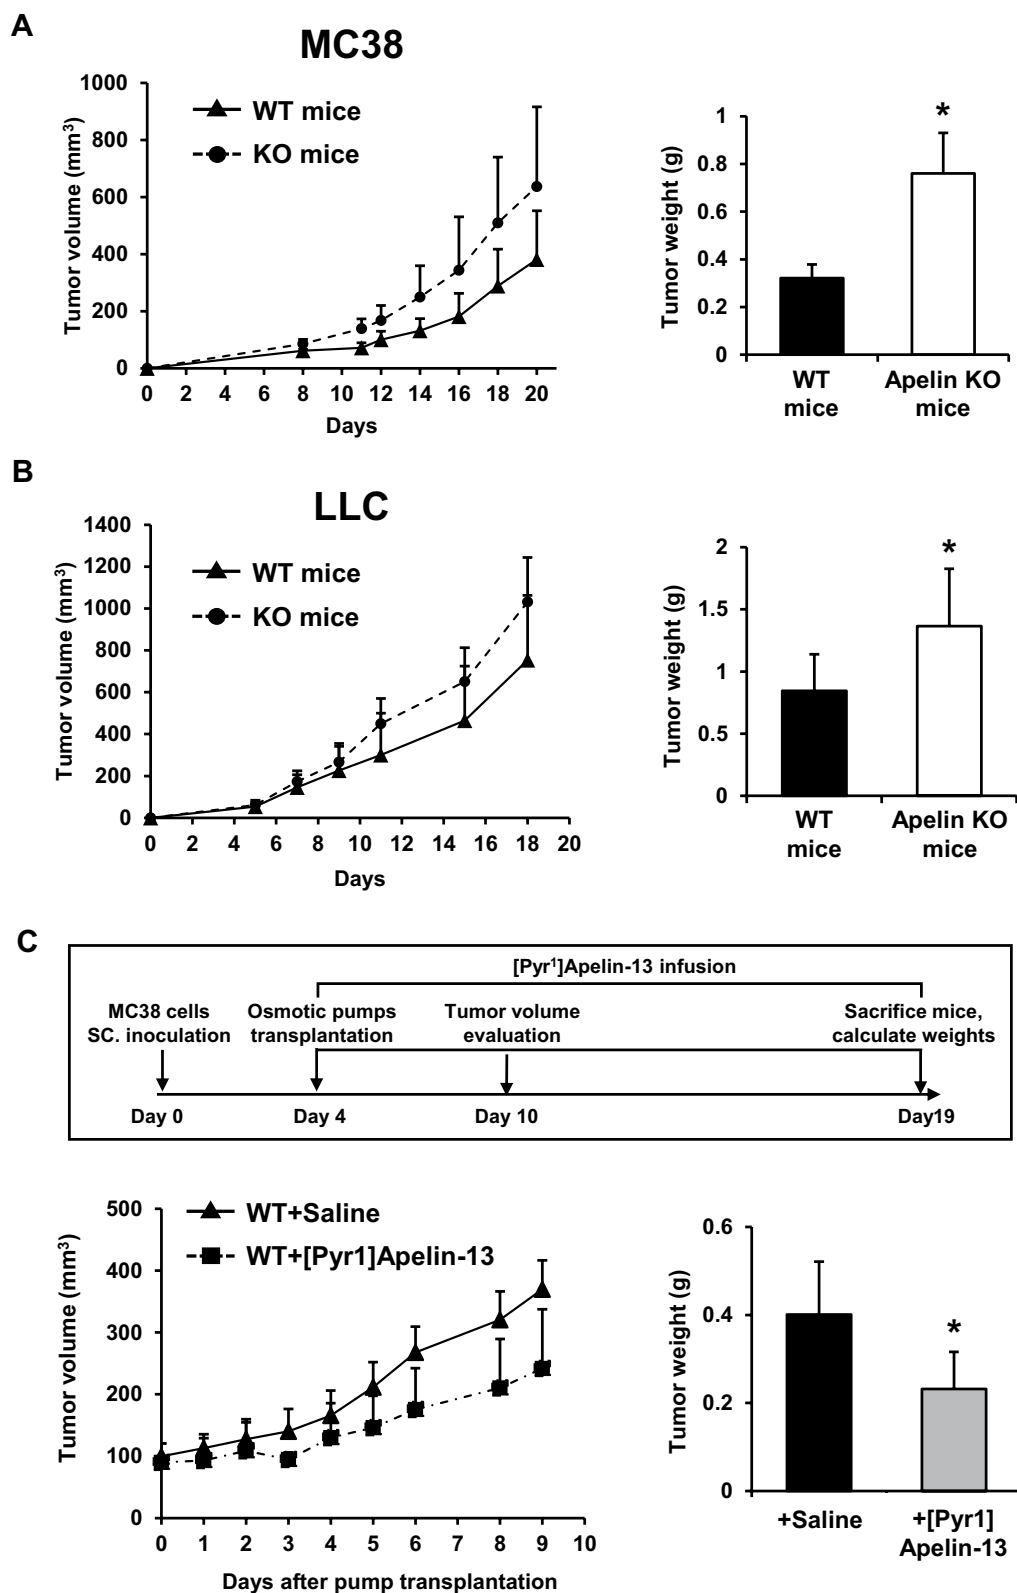 A
MC38
Tumor volume (mm³)
1000
800
600
400
200
0
WT mice
KO mice
0 2 4 6 8 10 12 14 16 18 20
Days
Tumor weight (g)
1
0.8
0.6
0.4
0.2
0
*
WT
mice
Apelin KO
mice
B
LLC
Tumor volume (mm³)
1400
1200
1000
800
600
400
200
0
WT mice
KO mice
0 2 4 6 8 10 12 14 16 18 20
Days
Tumor weight (g)
2
1.5
1
0.5
0
*
WT
mice
Apelin KO
mice
C
[Pyr¹]Apelin-13 infusion
MC38 cells
SC. inoculation
Osmotic pumps
transplantation
Tumor volume
evaluation
Sacrifice mice,
calculate weights
Day 0
Day 4
Day 10
Day19
Tumor volume (mm³)
500
400
300
200
100
0
WT+Saline
WT+[Pyr1]Apelin-13
0 1 2 3 4 5 6 7 8 9 10
Days after pump transplantation
Tumor weight (g)
0.6
0.4
0.2
0
*
+Saline
+[Pyr1]
Apelin-13